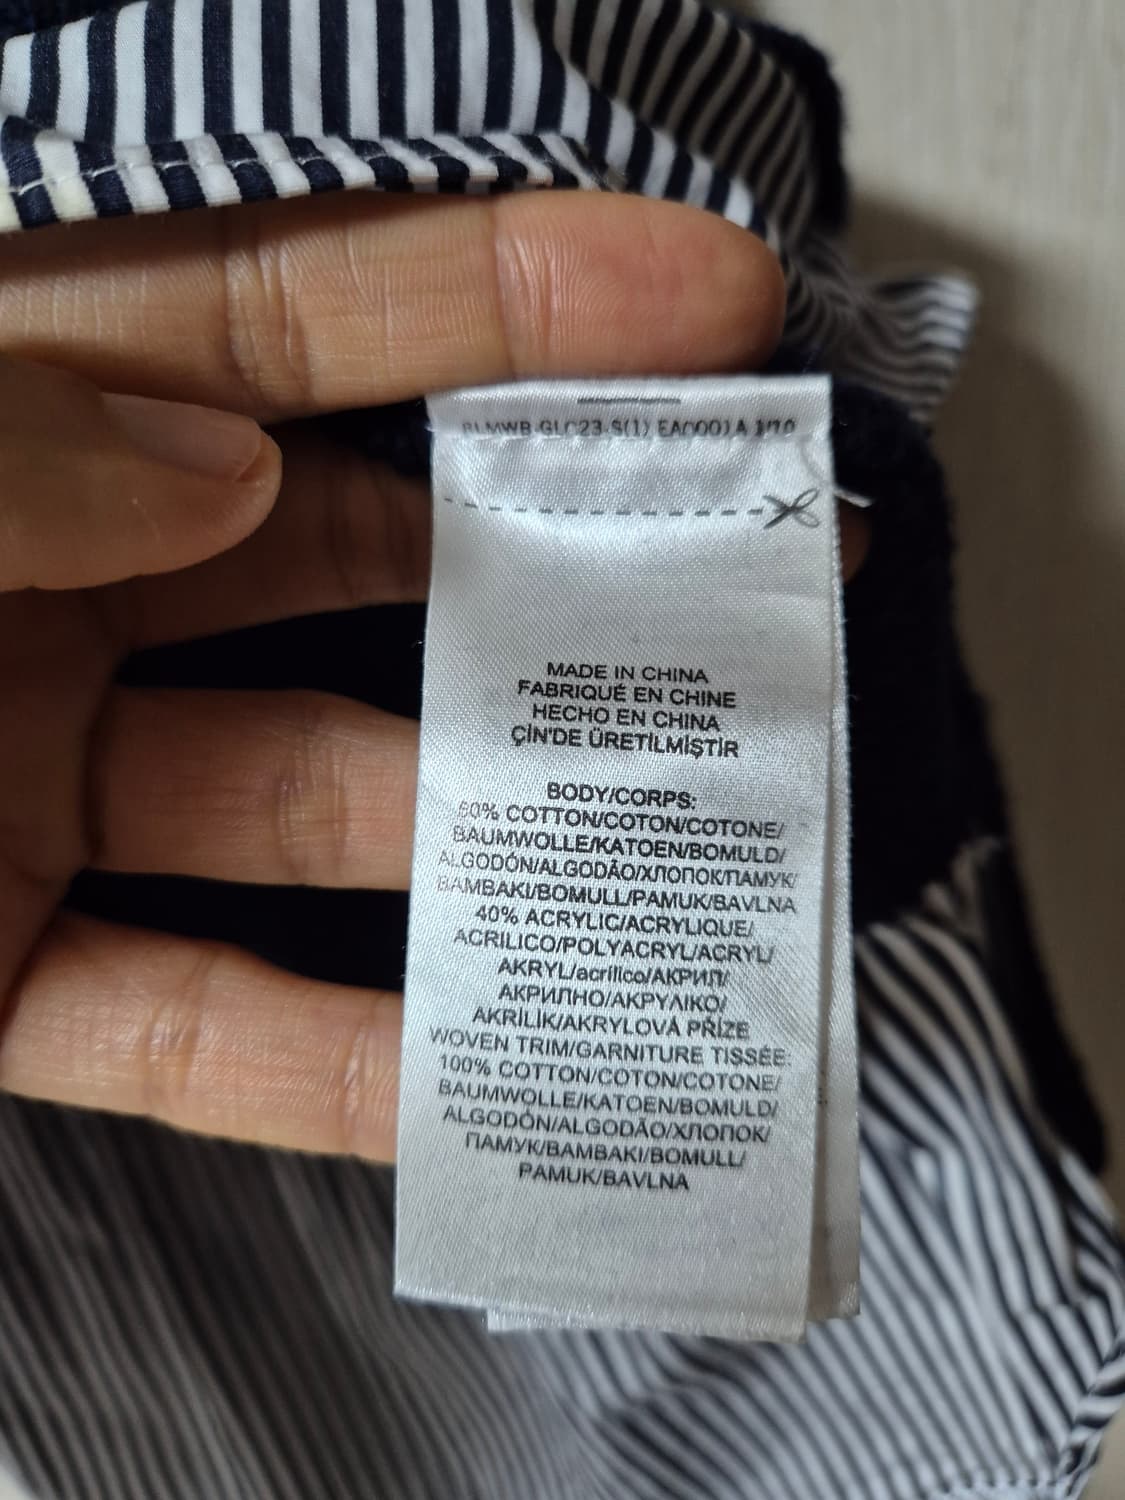 MADE IN CHINA
FABRIQUÉ EN CHINE
HECHO EN CHINA
ÇİN'DE ÜRETİLMİŞTİR
BODY/CORPS:
60% COTTON/COTON/COTONE/
BAUMWOLLE/KATOEN/BOMULD/
ALGODÓN/ALGODÃO/ХЛОПОК/ПАМУК/
BAMBAKI/BOMULL/PAMUK/BAVLNA
40% ACRYLIC/ACRYLIQUE/
ACRILICO/POLYACRYL/ACRYL/
AKRYL/acrílico/АКРИЛ/
АКРИЛНО/ΑΚΡΥΛΙΚΟ/
AKRİLİK/AKRYLOVÁ PŘÍZE
WOVEN TRIM/GARNITURE TISSÉE:
100% COTTON/COTON/COTONE/
BAUMWOLLE/KATOEN/BOMULD/
ALGODÓN/ALGODÃO/ХЛОПОК/
ПАМУК/BAMBAKI/BOMULL/
PAMUK/BAVLNA